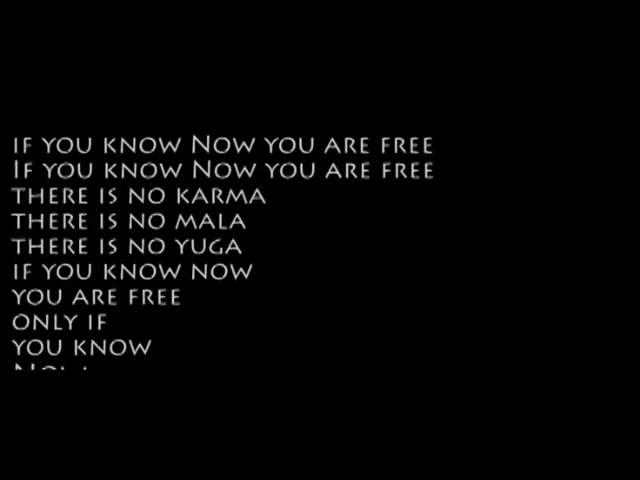 if you know Now you are free
If you know Now you are free
there is no karma
there is no mala
there is no yuga
if you know now
you are free
only if
you know
Now